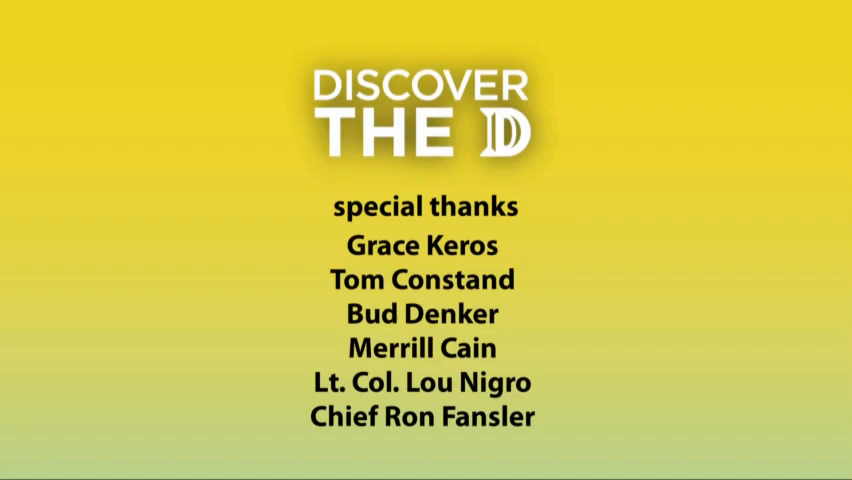 DISCOVER
THE D
special thanks
Grace Keros
Tom Constand
Bud Denker
Merrill Cain
Lt. Col. Lou Nigro
Chief Ron Fansler